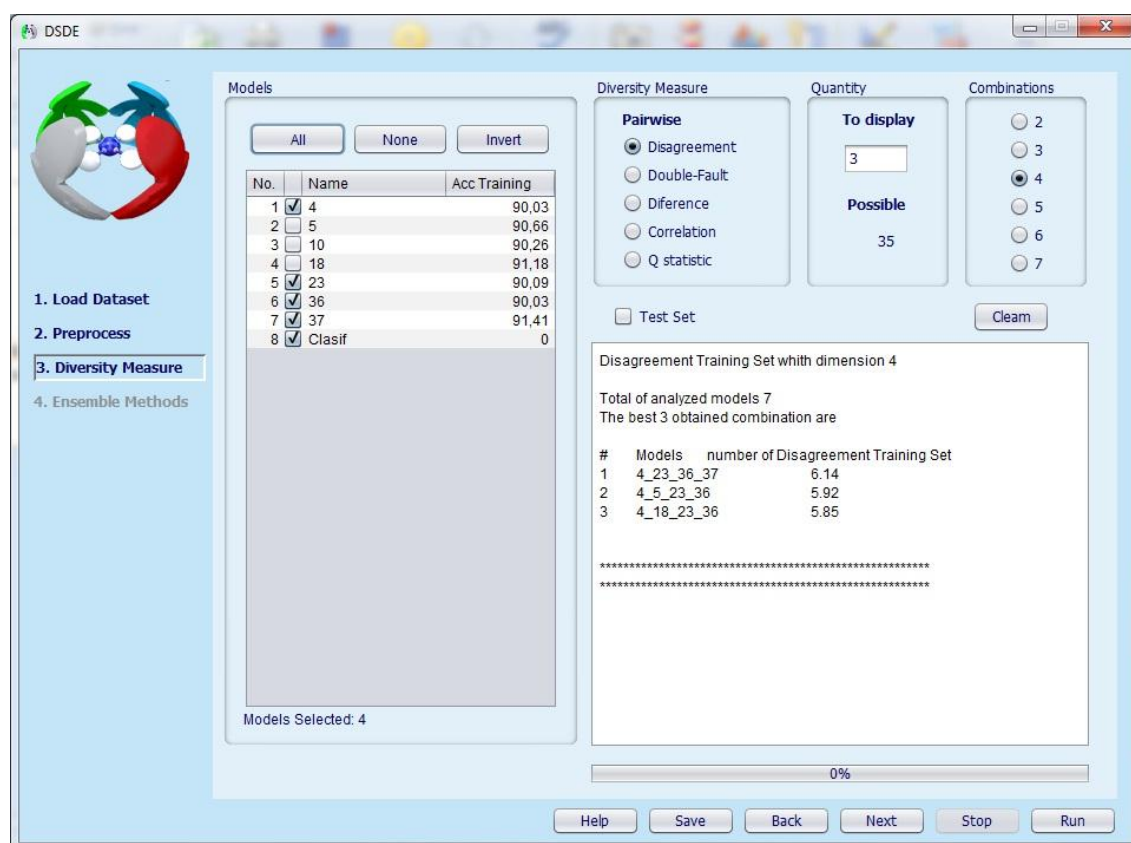 DSDE
1. Load Dataset
2. Preprocess
3. Diversity Measure
4. Ensemble Methods
Models
All None Invert
No. Name Acc Training
1 4 90,03
2 5 90,66
3 10 90,26
4 18 91,18
5 23 90,09
6 36 90,03
7 37 91,41
8 Clasif 0
Models Selected: 4
Diversity Measure
Pairwise
Disagreement
Double-Fault
Diference
Correlation
Q statistic
Quantity
To display
3
Possible
35
Combinations
2
3
4
5
6
7
Test Set
Cleam
Disagreement Training Set whith dimension 4
Total of analyzed models 7
The best 3 obtained combination are
# Models number of Disagreement Training Set
1 4_23_36_37 6.14
2 4_5_23_36 5.92
3 4_18_23_36 5.85
*******************************************************
*******************************************************
0%
Help Save Back Next Stop Run